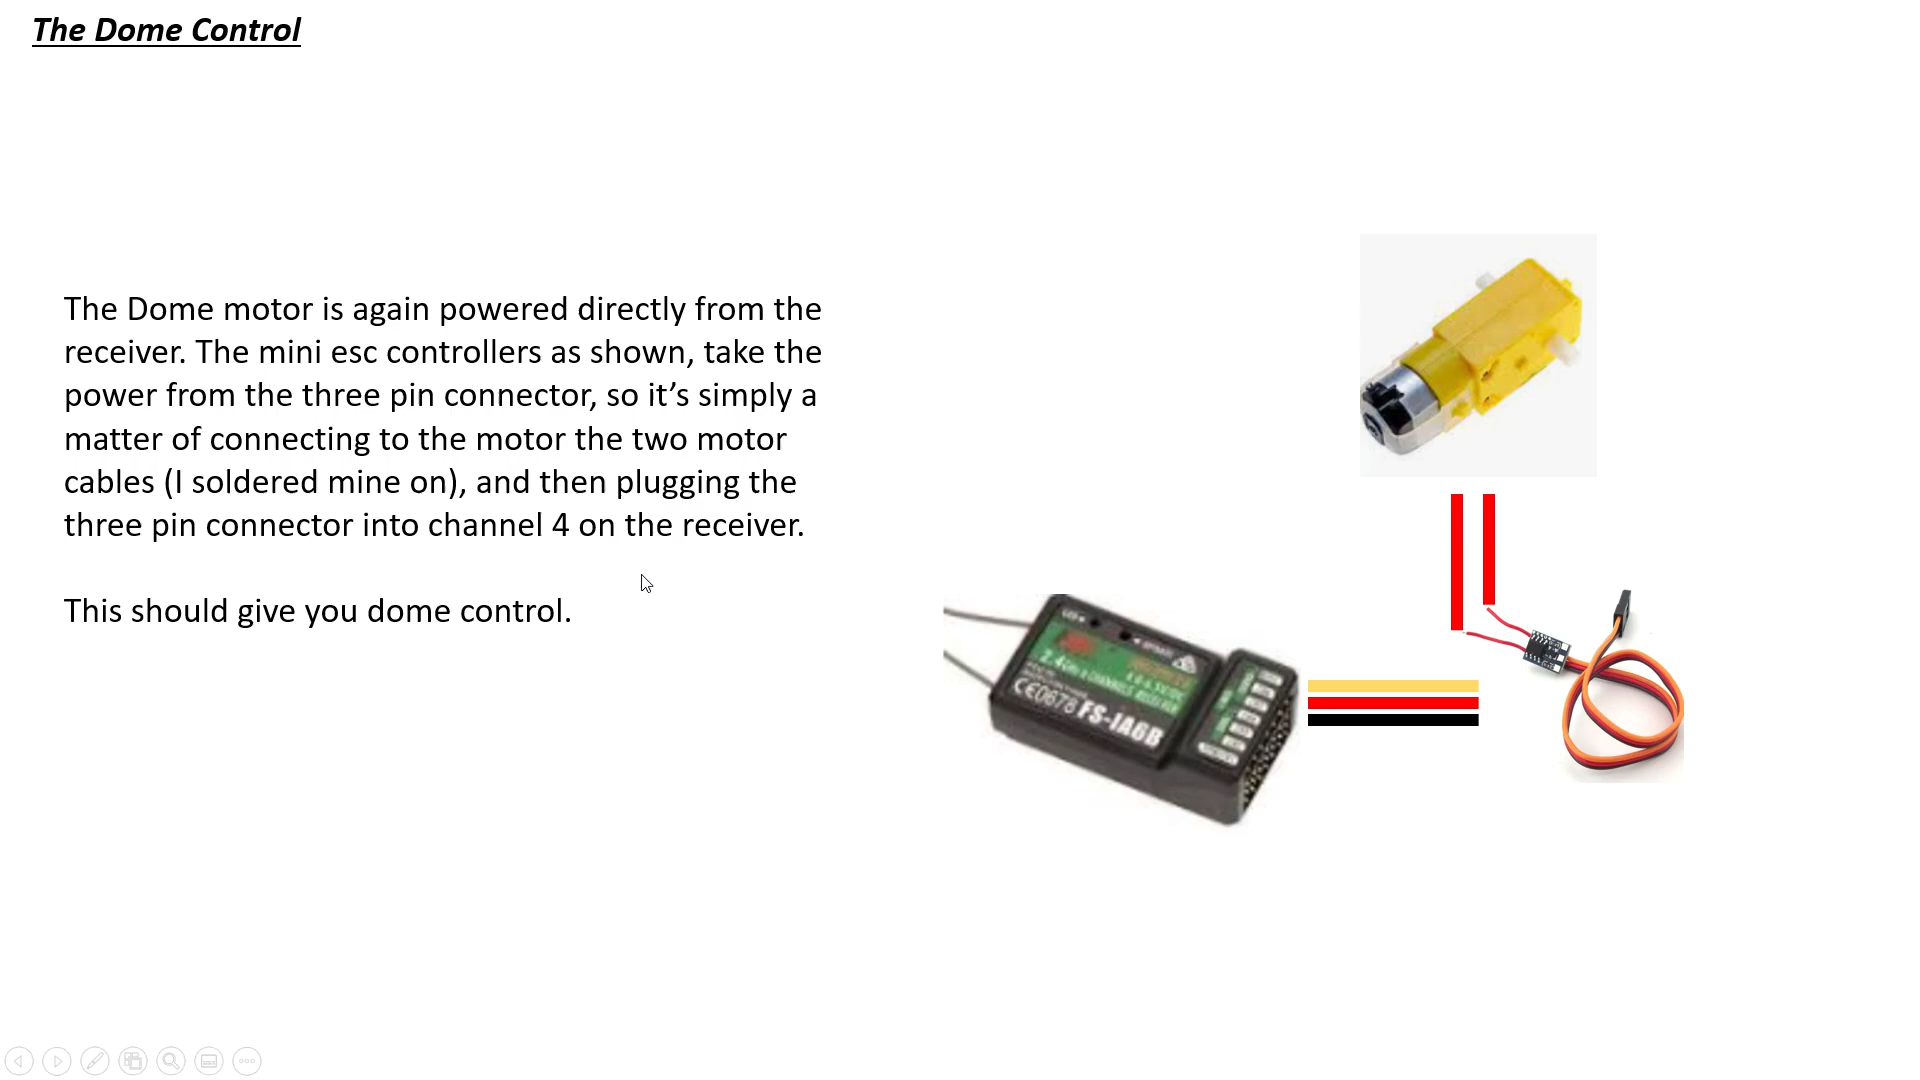 The Dome Control
The Dome motor is again powered directly from the
receiver. The mini esc controllers as shown, take the
power from the three pin connector, so it’s simply a
matter of connecting to the motor the two motor
cables (I soldered mine on), and then plugging the
three pin connector into channel 4 on the receiver.
This should give you dome control.
CE0678 FS-iA6B